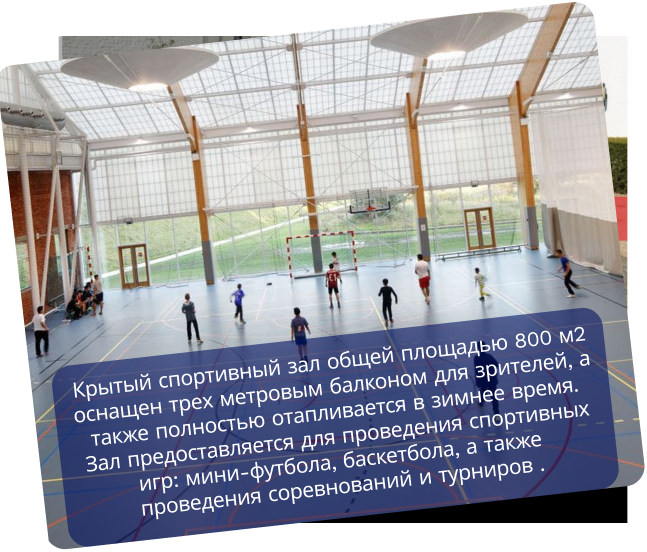 Крытый спортивный зал общей площадью 800 м2
оснащен трех метровым балконом для зрителей, а
также полностью отапливается в зимнее время.
Зал предоставляется для проведения спортивных
игр: мини-футбола, баскетбола, а также
проведения соревнований и турниров .